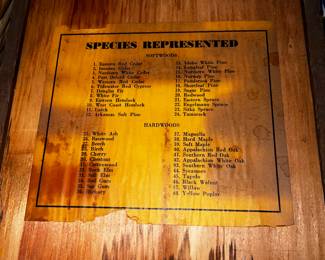 SPECIES REPRESENTED
SOFTWOODS
1. Eastern Red Cedar
2. Incense Cedar
3. Northern White Cedar
4. Port Orford Cedar
5. Western Red Cedar
6. Tidewater Red Cypress
7. Douglas Fir
8. White Fir
9. Eastern Hemlock
10. West Coast Hemlock
11. Larch
12. Arkansas Soft Pine
13. Idaho White Pine
14. Longleaf Pine
15. Northern White Pine
16. Norway Pine
17. Ponderosa Pine
18. Shortleaf Pine
19. Sugar Pine
20. Redwood
21. Eastern Spruce
22. Engelmann Spruce
23. Sitka Spruce
24. Tamarack
HARDWOODS
25. White Ash
26. Basswood
27. Beech
28. Birch
29. Cherry
30. Chestnut
31. Cottonwood
32. Rock Elm
33. Soft Elm
34. Red Gum
35. Sap Gum
36. Hickory
37. Magnolia
38. Hard Maple
39. Soft Maple
40. Appalachian Red Oak
41. Southern Red Oak
42. Appalachian White Oak
43. Southern White Oak
44. Sycamore
45. Tupelo
46. Black Walnut
47. Willow
48. Yellow Poplar